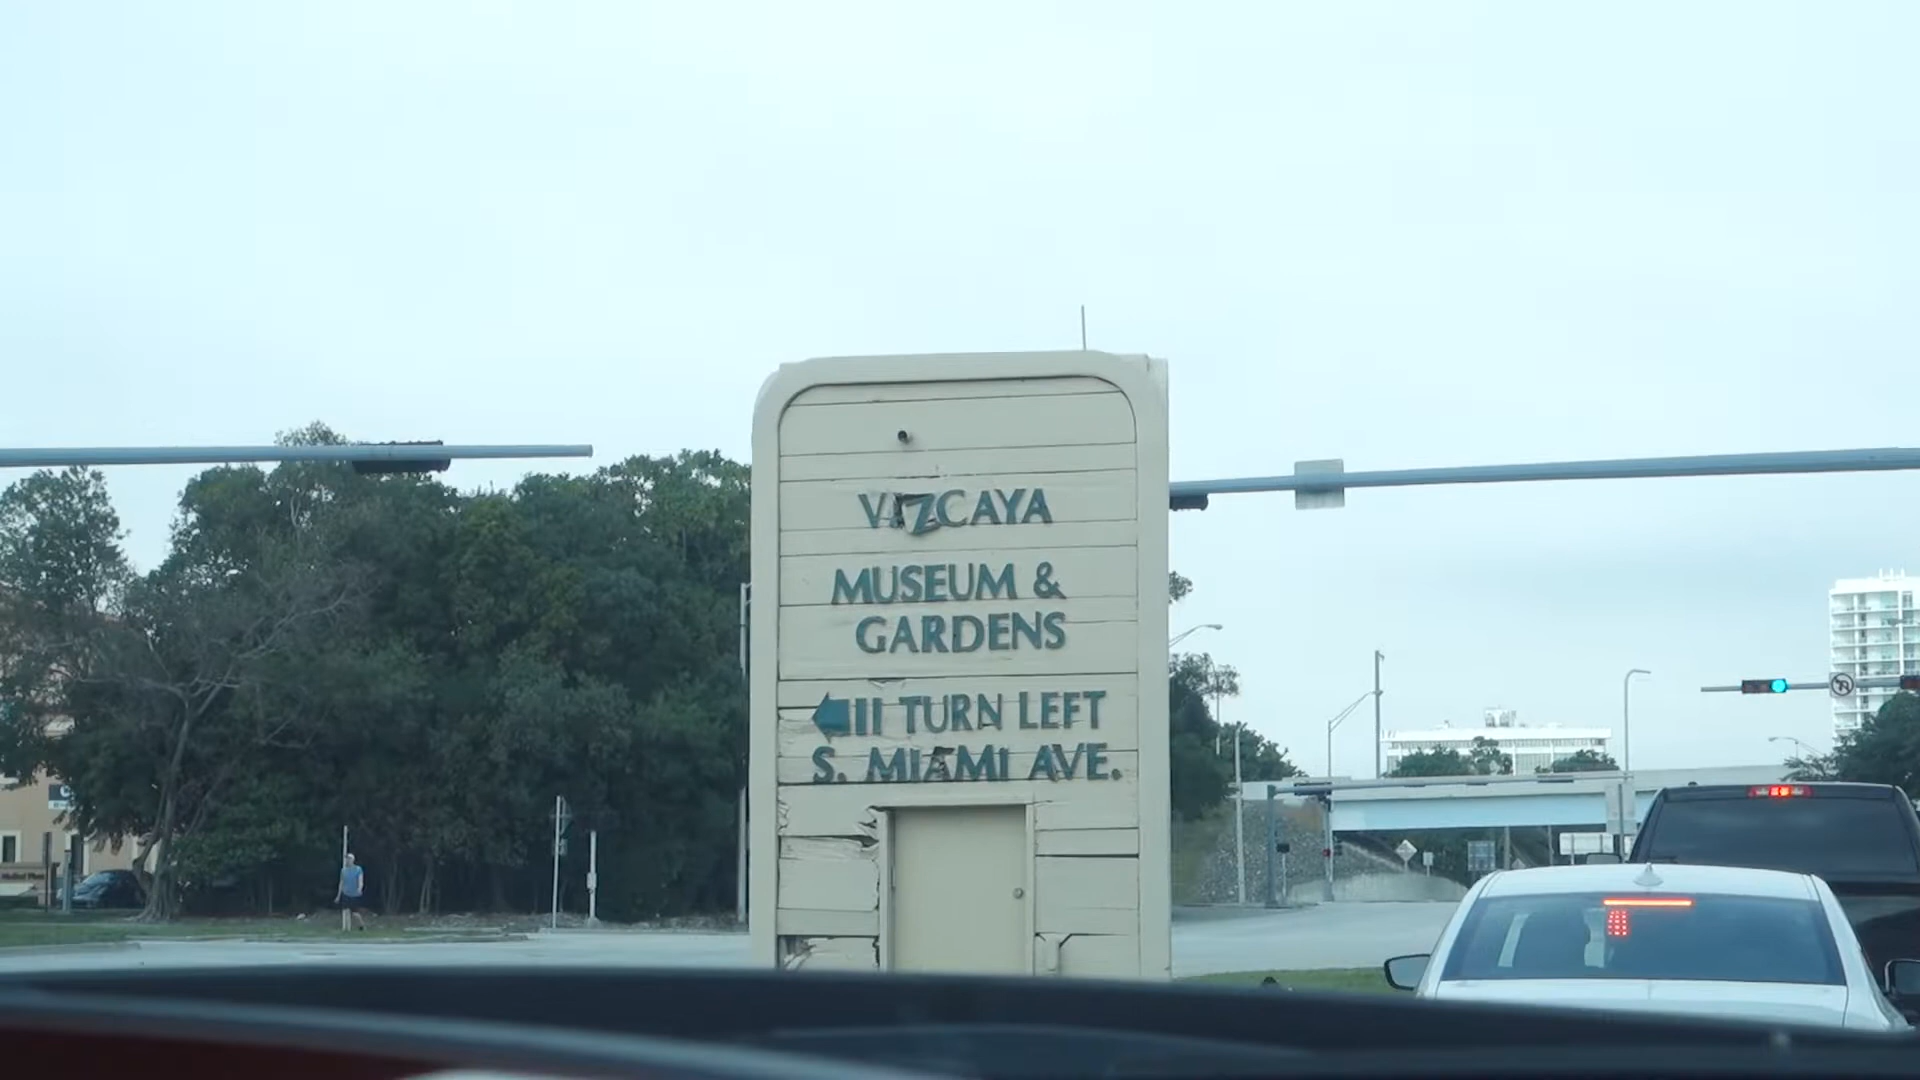 VIZCAYA
MUSEUM &
GARDENS
TURN LEFT
S. MIAMI AVE.